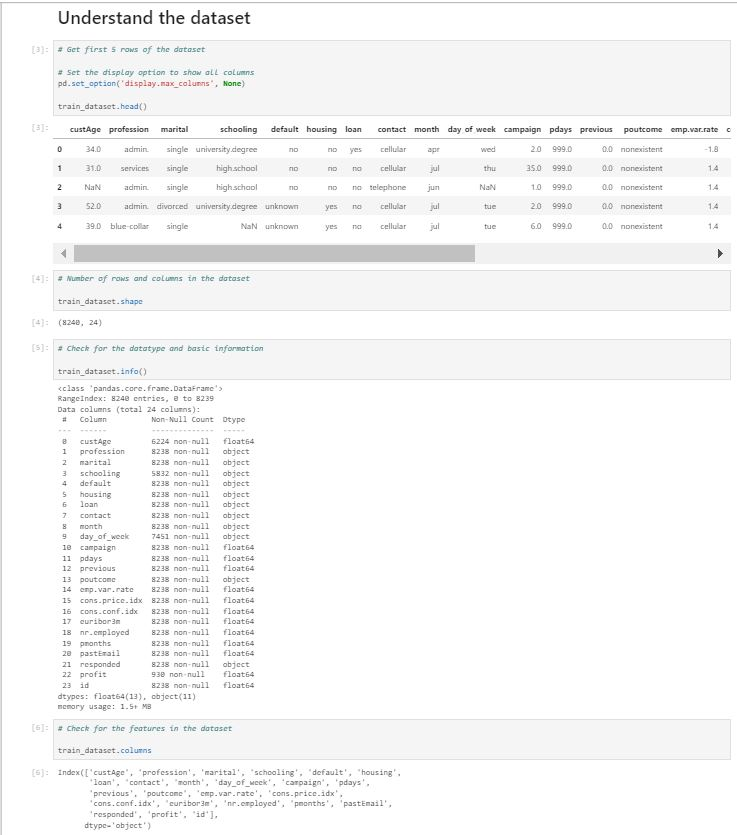 Understand the dataset
[3]: # Get first 5 rows of the dataset
# Set the display option to show all columns
pd.set_option('display.max_columns', None)
train_dataset.head()
[3]: custAge profession marital schooling default housing loan contact month day_of_week campaign pdays previous poutcome emp.var.rate c
0 34.0 admin. single university.degree no no yes cellular apr wed 2.0 999.0 0.0 nonexistent -1.8
1 31.0 services single high.school no no no cellular jul thu 35.0 999.0 0.0 nonexistent 1.4
2 NaN admin. single high.school no no no telephone jun NaN 1.0 999.0 0.0 nonexistent 1.4
3 52.0 admin. divorced university.degree unknown yes no cellular jul tue 2.0 999.0 0.0 nonexistent 1.4
4 39.0 blue-collar single NaN unknown yes no cellular jul tue 6.0 999.0 0.0 nonexistent 1.4
[4]: # Number of rows and columns in the dataset
train_dataset.shape
[4]: (8240, 24)
[5]: # Check for the datatype and basic information
train_dataset.info()
<class 'pandas.core.frame.DataFrame'>
RangeIndex: 8240 entries, 0 to 8239
Data columns (total 24 columns):
# Column Non-Null Count Dtype
--- ------ -------------- -----
0 custAge 6224 non-null float64
1 profession 8238 non-null object
2 marital 8238 non-null object
3 schooling 5832 non-null object
4 default 8238 non-null object
5 housing 8238 non-null object
6 loan 8238 non-null object
7 contact 8238 non-null object
8 month 8238 non-null object
9 day_of_week 7451 non-null object
10 campaign 8238 non-null float64
11 pdays 8238 non-null float64
12 previous 8238 non-null float64
13 poutcome 8238 non-null object
14 emp.var.rate 8238 non-null float64
15 cons.price.idx 8238 non-null float64
16 cons.conf.idx 8238 non-null float64
17 euribor3m 8238 non-null float64
18 nr.employed 8238 non-null float64
19 pmonths 8238 non-null float64
20 pastEmail 8238 non-null float64
21 responded 8238 non-null object
22 profit 930 non-null float64
23 id 8238 non-null float64
dtypes: float64(13), object(11)
memory usage: 1.5+ MB
[6]: # Check for the features in the dataset
train_dataset.columns
[6]: Index(['custAge', 'profession', 'marital', 'schooling', 'default', 'housing',
'loan', 'contact', 'month', 'day_of_week', 'campaign', 'pdays',
'previous', 'poutcome', 'emp.var.rate', 'cons.price.idx',
'cons.conf.idx', 'euribor3m', 'nr.employed', 'pmonths', 'pastEmail',
'responded', 'profit', 'id'],
dtype='object')